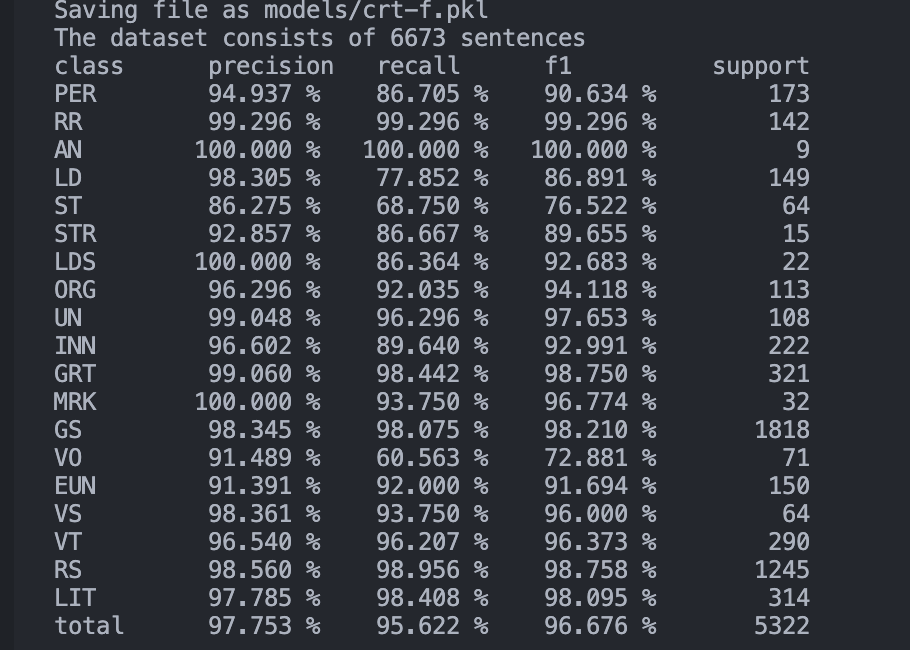 Saving file as models/crt-f.pkl
The dataset consists of 6673 sentences
class precision recall f1 support
PER 94.937 % 86.705 % 90.634 % 173
RR 99.296 % 99.296 % 99.296 % 142
AN 100.000 % 100.000 % 100.000 % 9
LD 98.305 % 77.852 % 86.891 % 149
ST 86.275 % 68.750 % 76.522 % 64
STR 92.857 % 86.667 % 89.655 % 15
LDS 100.000 % 86.364 % 92.683 % 22
ORG 96.296 % 92.035 % 94.118 % 113
UN 99.048 % 96.296 % 97.653 % 108
INN 96.602 % 89.640 % 92.991 % 222
GRT 99.060 % 98.442 % 98.750 % 321
MRK 100.000 % 93.750 % 96.774 % 32
GS 98.345 % 98.075 % 98.210 % 1818
VO 91.489 % 60.563 % 72.881 % 71
EUN 91.391 % 92.000 % 91.694 % 150
VS 98.361 % 93.750 % 96.000 % 64
VT 96.540 % 96.207 % 96.373 % 290
RS 98.560 % 98.956 % 98.758 % 1245
LIT 97.785 % 98.408 % 98.095 % 314
total 97.753 % 95.622 % 96.676 % 5322